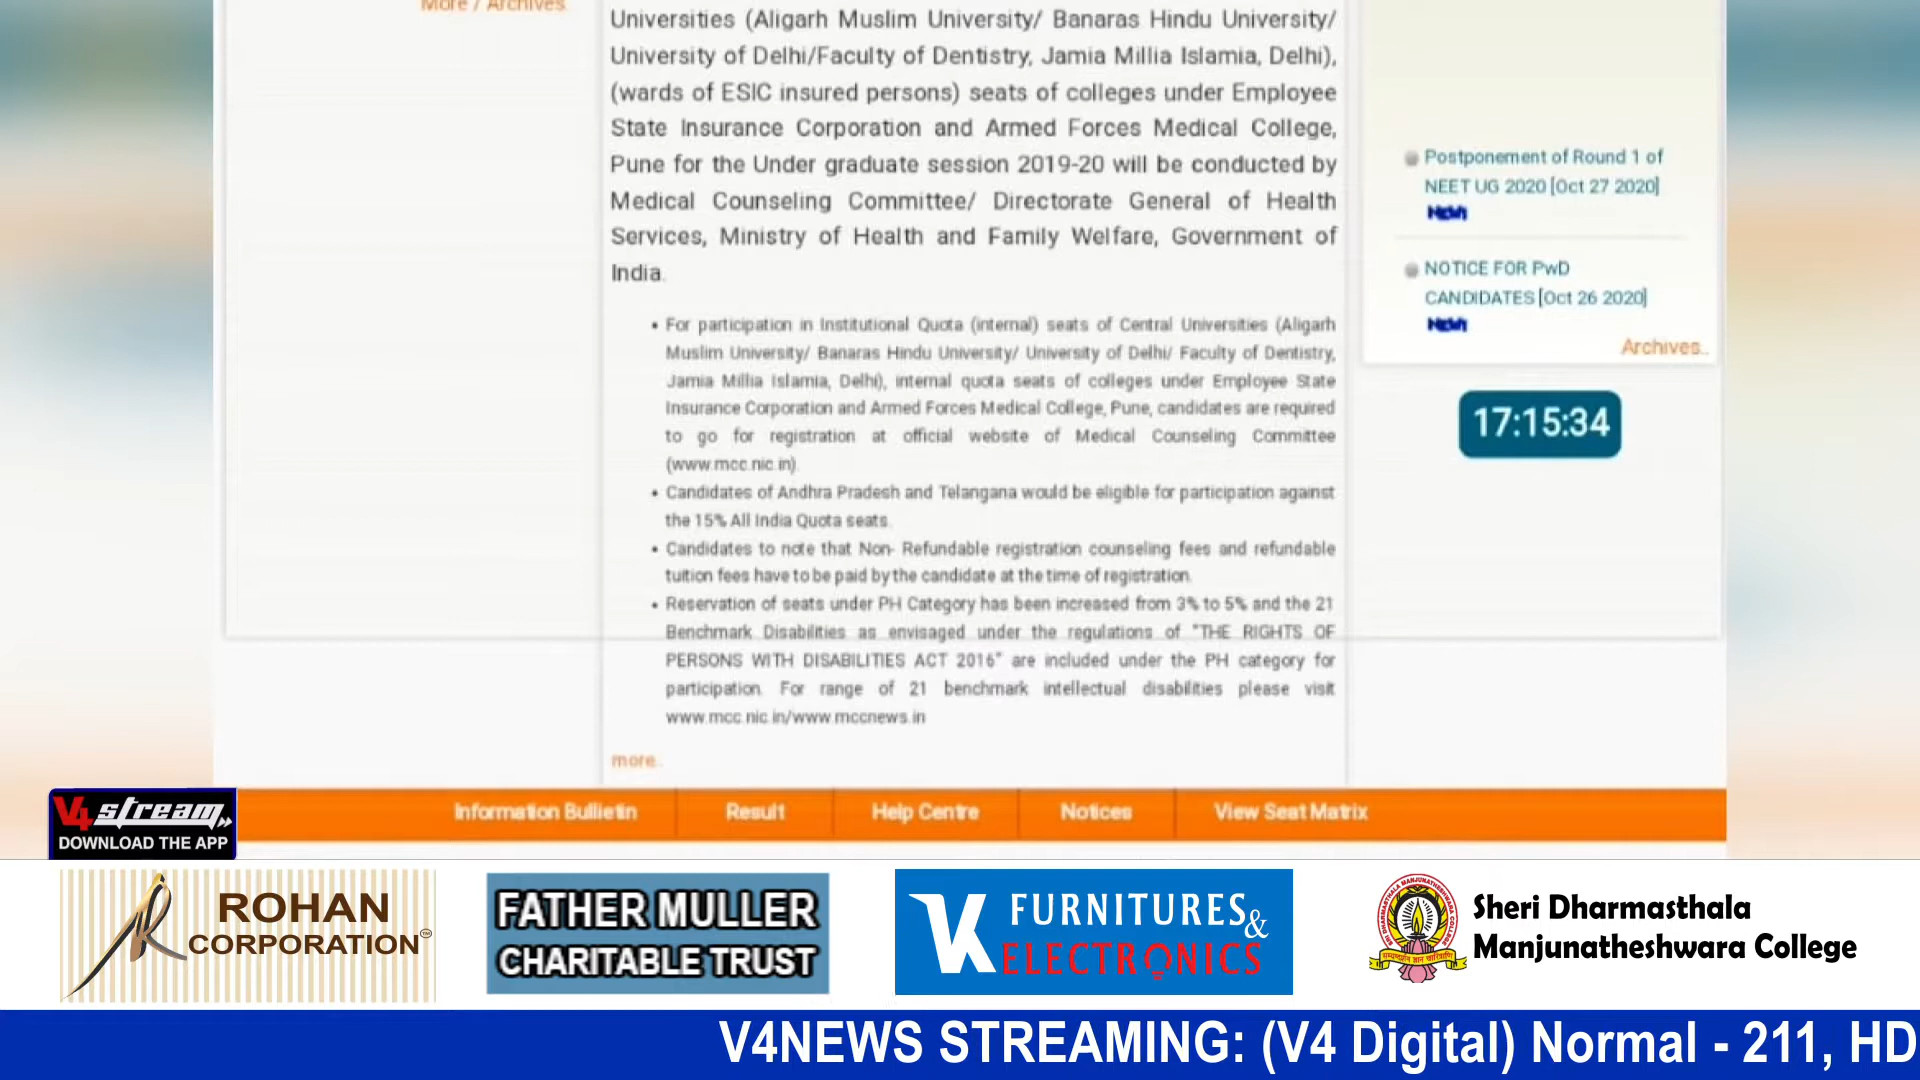 More / Archives
Universities (Aligarh Muslim University/ Banaras Hindu University/
University of Delhi/Faculty of Dentistry, Jamia Millia Islamia, Delhi),
(wards of ESIC insured persons) seats of colleges under Employee
State Insurance Corporation and Armed Forces Medical College,
Pune for the Under graduate session 2019-20 will be conducted by
Medical Counseling Committee/ Directorate General of Health
Services, Ministry of Health and Family Welfare, Government of
India.
• For participation in Institutional Quota (internal) seats of Central Universities (Aligarh
Muslim University/ Banaras Hindu University/ University of Delhi/ Faculty of Dentistry,
Jamia Millia Islamia, Delhi), internal quota seats of colleges under Employee State
Insurance Corporation and Armed Forces Medical College, Pune, candidates are required
to go for registration at official website of Medical Counseling Committee
(www.mcc.nic.in).
• Candidates of Andhra Pradesh and Telangana would be eligible for participation against
the 15% All India Quota seats.
• Candidates to note that Non- Refundable registration counseling fees and refundable
tuition fees have to be paid by the candidate at the time of registration.
• Reservation of seats under PH Category has been increased from 3% to 5% and the 21
Benchmark Disabilities as envisaged under the regulations of "THE RIGHTS OF
PERSONS WITH DISABILITIES ACT 2016" are included under the PH category for
participation. For range of 21 benchmark intellectual disabilities please visit
www.mcc.nic.in/www.mccnews.in
more..
Postponement of Round 1 of
NEET UG 2020 [Oct 27 2020]
NEW
NOTICE FOR PwD
CANDIDATES [Oct 26 2020]
NEW
Archives..
17:15:34
Information Bullietin
Result
Help Centre
Notices
View Seat Matrix
V4 stream
DOWNLOAD THE APP
ROHAN
CORPORATION™
FATHER MULLER
CHARITABLE TRUST
VK FURNITURES &
ELECTRONICS
Sheri Dharmasthala
Manjunatheshwara College
V4NEWS STREAMING: (V4 Digital) Normal - 211, HD